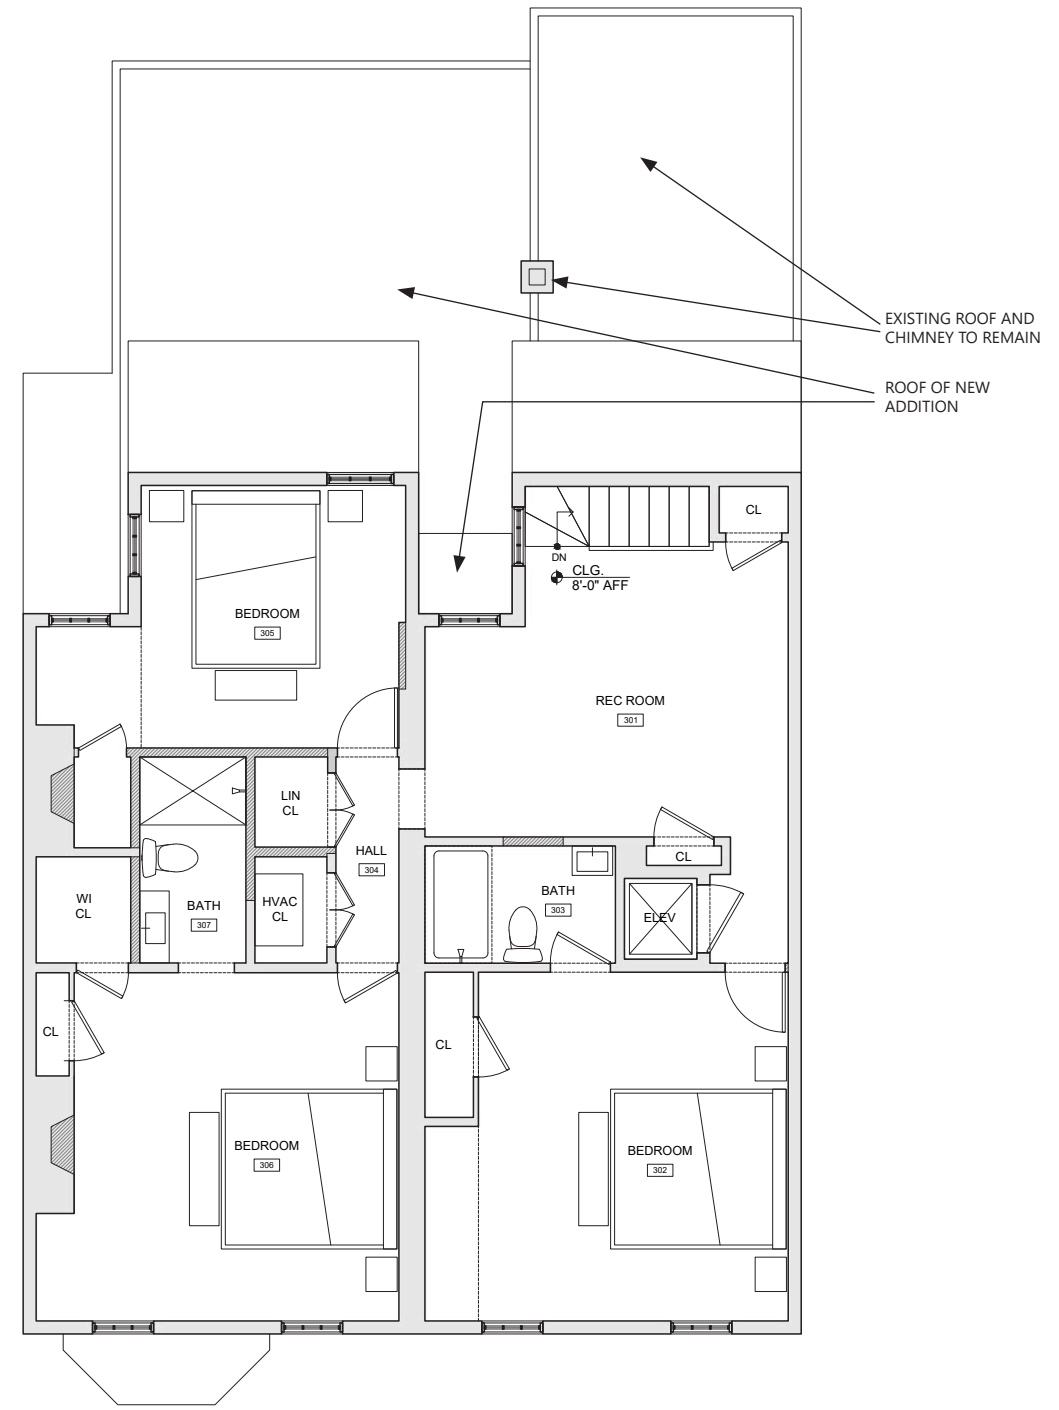 EXISTING ROOF AND
CHIMNEY TO REMAIN
ROOF OF NEW
ADDITION
CL
DN
CLG.
8'-0" AFF
BEDROOM
305
REC ROOM
301
LIN
CL
HALL
304
CL
WI
CL
BATH
307
HVAC
CL
BATH
303
ELEV
CL
CL
BEDROOM
306
BEDROOM
302